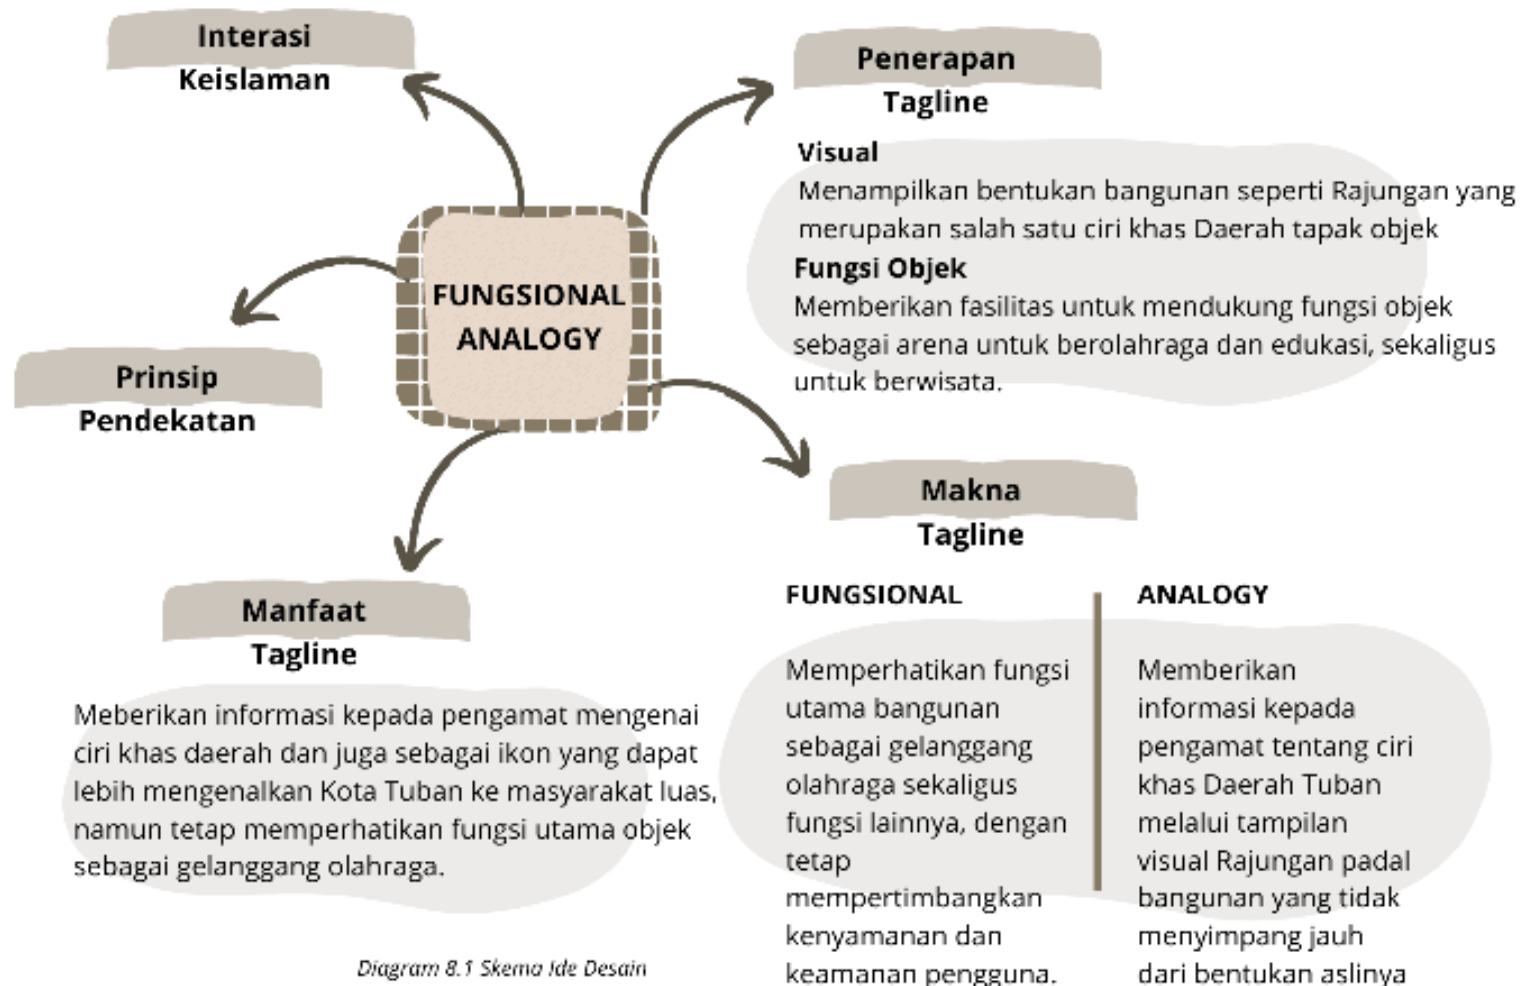 Interasi
Keislaman
Penerapan
Tagline
Visual
Menampilkan bentukan bangunan seperti Rajungan yang
merupakan salah satu ciri khas Daerah tapak objek
Fungsi Objek
Memberikan fasilitas untuk mendukung fungsi objek
sebagai arena untuk berolahraga dan edukasi, sekaligus
untuk berwisata.
FUNGSIONAL
ANALOGY
Prinsip
Pendekatan
Makna
Tagline
FUNGSIONAL
Memperhatikan fungsi
utama bangunan
sebagai gelanggang
olahraga sekaligus
fungsi lainnya, dengan
tetap
mempertimbangkan
kenyamanan dan
keamanan pengguna.
ANALOGY
Memberikan
informasi kepada
pengamat tentang ciri
khas Daerah Tuban
melalui tampilan
visual Rajungan padal
bangunan yang tidak
menyimpang jauh
dari bentukan aslinya
Manfaat
Tagline
Meberikan informasi kepada pengamat mengenai
ciri khas daerah dan juga sebagai ikon yang dapat
lebih mengenalkan Kota Tuban ke masyarakat luas,
namun tetap memperhatikan fungsi utama objek
sebagai gelanggang olahraga.
Diagram 8.1 Skema Ide Desain